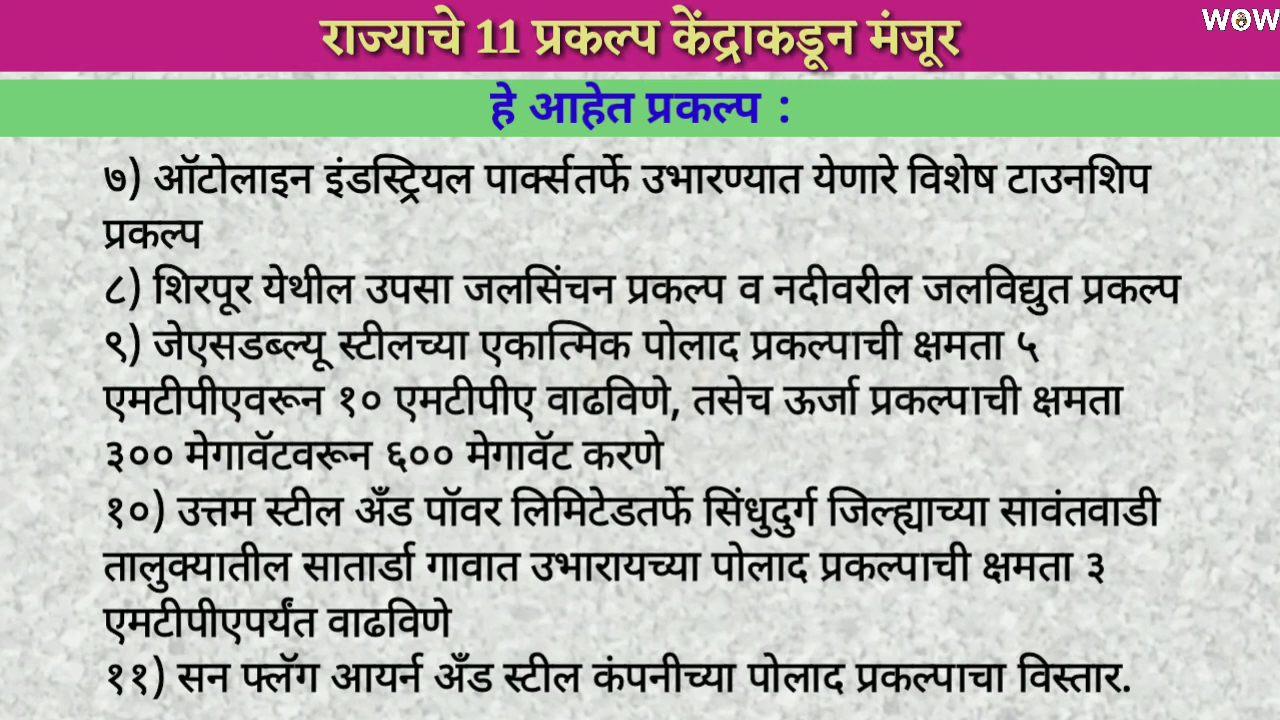 राज्याचे 11 प्रकल्प केंद्राकडून मंजूर
WOW
हे आहेत प्रकल्प :
७) ऑटोलाइन इंडस्ट्रियल पार्क्सतर्फे उभारण्यात येणारे विशेष टाउनशिप
प्रकल्प
८) शिरपूर येथील उपसा जलसिंचन प्रकल्प व नदीवरील जलविद्युत प्रकल्प
९) जेएसडब्ल्यू स्टीलच्या एकात्मिक पोलाद प्रकल्पाची क्षमता ५
एमटीपीएवरून १० एमटीपीए वाढविणे, तसेच ऊर्जा प्रकल्पाची क्षमता
३०० मेगावॅटवरून ६०० मेगावॅट करणे
१०) उत्तम स्टील अँड पॉवर लिमिटेडतर्फे सिंधुदुर्ग जिल्ह्याच्या सावंतवाडी
तालुक्यातील सातार्डा गावात उभारायच्या पोलाद प्रकल्पाची क्षमता ३
एमटीपीएपर्यंत वाढविणे
११) सन फ्लॅग आयर्न अँड स्टील कंपनीच्या पोलाद प्रकल्पाचा विस्तार.